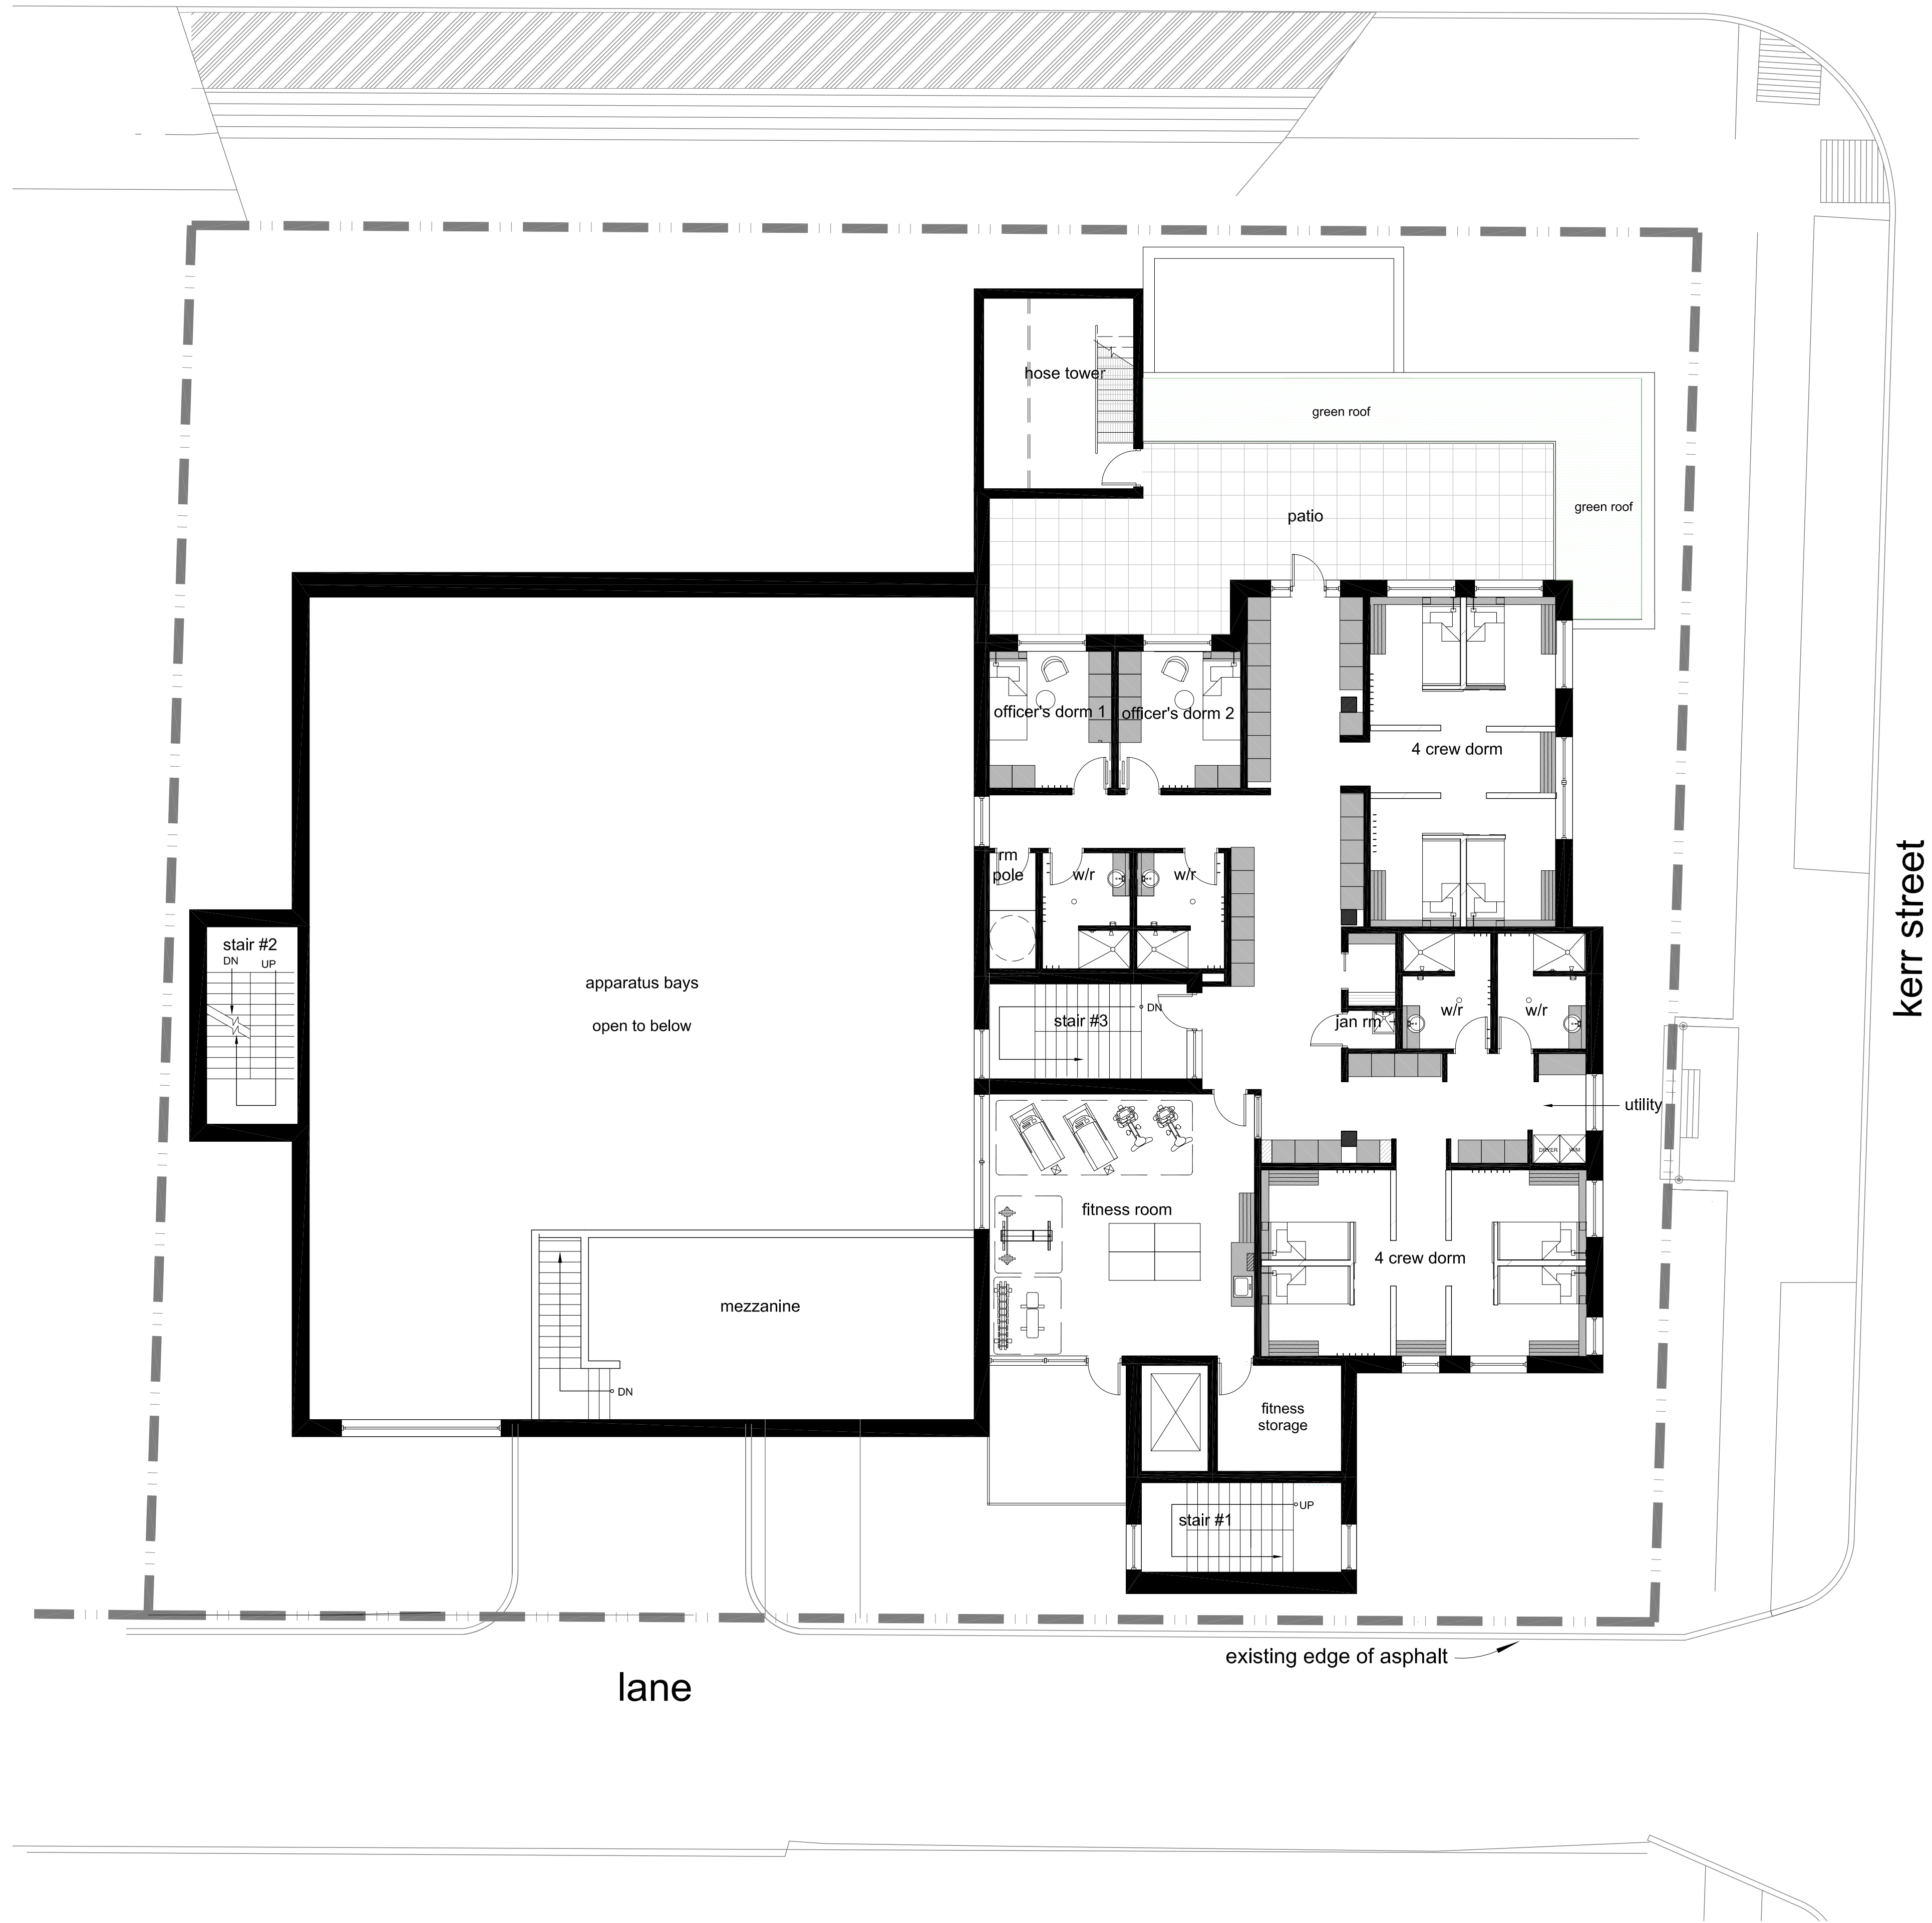 hose tower
green roof
green roof
patio
officer's dorm 1
officer's dorm 2
4 crew dorm
rm
pole
w/r
w/r
kerr street
stair #2
DN
UP
apparatus bays
open to below
DN
stair #3
jan rm
w/r
w/r
utility
DRYER
fitness room
4 crew dorm
mezzanine
DN
fitness
storage
UP
stair #1
existing edge of asphalt
lane